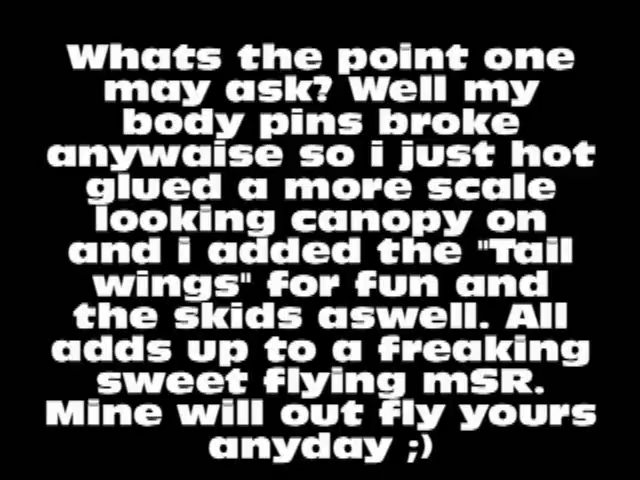 Whats the point one
may ask? Well my
body pins broke
anywaise so i just hot
glued a more scale
looking canopy on
and i added the "Tail
wings" for fun and
the skids aswell. All
adds up to a freaking
sweet flying mSR.
Mine will out fly yours
anyday ;)